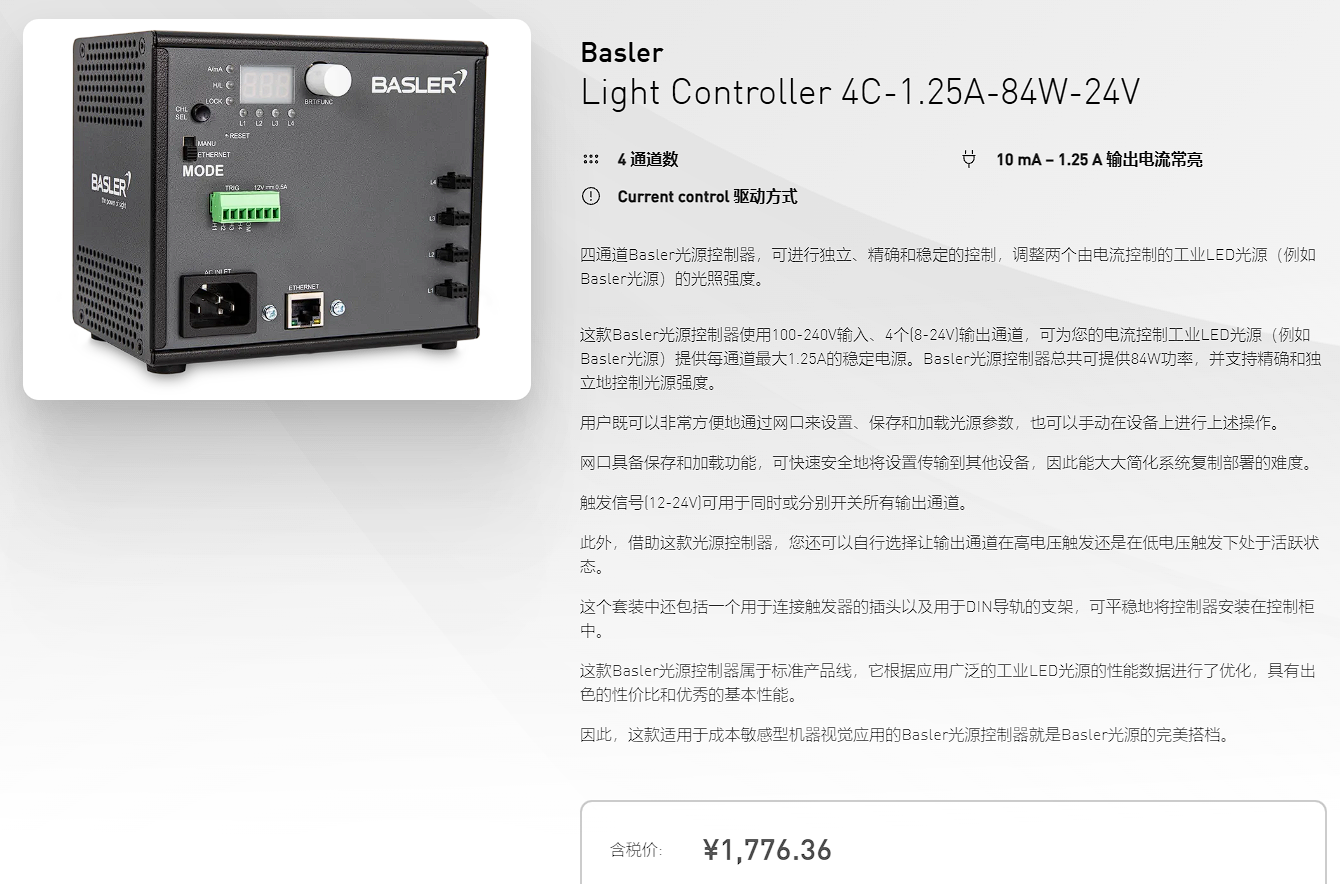 A/mA
H/L
LOCK
CHL
SEL
L1 L2 L3 L4
BRT/FUNC
BASLER
RESET
MANU
ETHERNET
MODE
BASLER
the power of sight
TRIG 12V 0.5A
L4
L3
L2
L1
AC INLET
ETHERNET
Basler
Light Controller 4C-1.25A-84W-24V
4 通道数
10 mA – 1.25 A 输出电流常亮
Current control 驱动方式
四通道Basler光源控制器，可进行独立、精确和稳定的控制，调整两个由电流控制的工业LED光源（例如
Basler光源）的光照强度。
这款Basler光源控制器使用100-240V输入、4个(8-24V)输出通道，可为您的电流控制工业LED光源（例如
Basler光源）提供每通道最大1.25A的稳定电源。Basler光源控制器总共可提供84W功率，并支持精确和独
立地控制光源强度。
用户既可以非常方便地通过网口来设置、保存和加载光源参数，也可以手动在设备上进行上述操作。
网口具备保存和加载功能，可快速安全地将设置传输到其他设备，因此能大大简化系统复制部署的难度。
触发信号(12-24V)可用于同时或分别开关所有输出通道。
此外，借助这款光源控制器，您还可以自行选择让输出通道在高电压触发还是在低电压触发下处于活跃状
态。
这个套装中还包括一个用于连接触发器的插头以及用于DIN导轨的支架，可平稳地将控制器安装在控制柜
中。
这款Basler光源控制器属于标准产品线，它根据应用广泛的工业LED光源的性能数据进行了优化，具有出
色的性价比和优秀的基本性能。
因此，这款适用于成本敏感型机器视觉应用的Basler光源控制器就是Basler光源的完美搭档。
含税价: ¥1,776.36